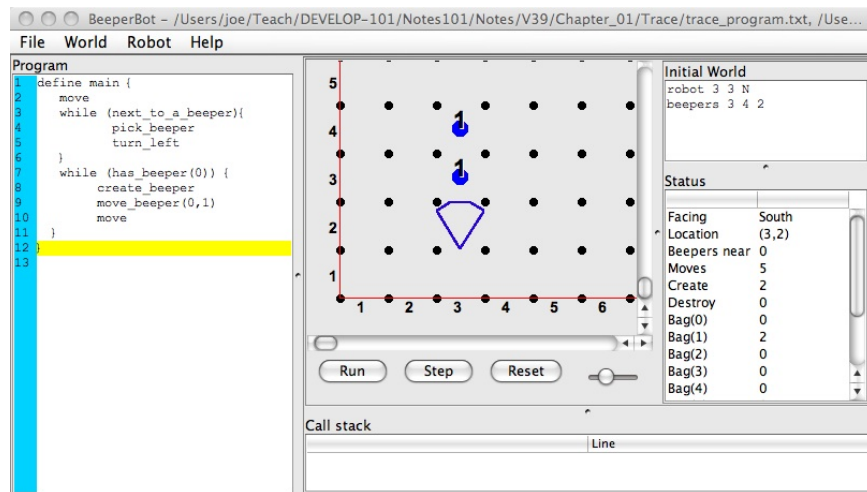 BeeperBot - /Users/joe/Teach/DEVELOP-101/Notes101/Notes/V39/Chapter_01/Trace/trace_program.txt, /Use...
File World Robot Help
Program
1 define main {
2 move
3 while (next_to_a_beeper){
4 pick_beeper
5 turn_left
6 }
7 while (has_beeper(0)) {
8 create_beeper
9 move_beeper(0,1)
10 move
11 }
12 }
13
5
4
3
2
1
1
1
1 2 3 4 5 6
Run Step Reset
Initial World
robot 3 3 N
beepers 3 4 2
Status
Facing South
Location (3,2)
Beepers near 0
Moves 5
Create 2
Destroy 0
Bag(0) 0
Bag(1) 2
Bag(2) 0
Bag(3) 0
Bag(4) 0
Call stack
Line